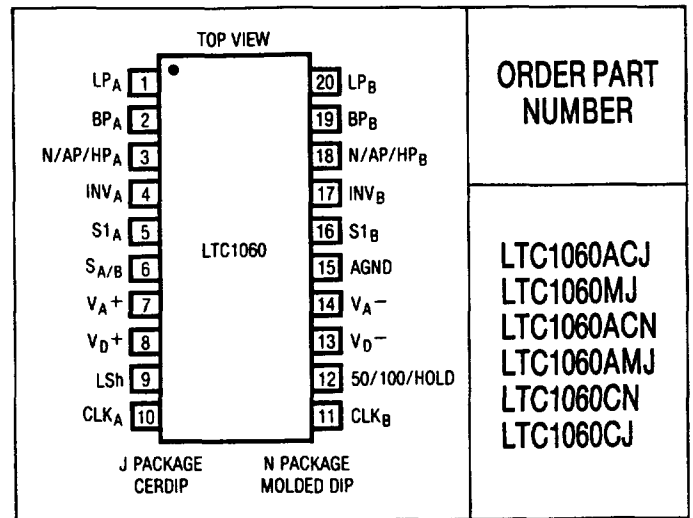 TOP VIEW
LPA 1
BPA 2
N/AP/HPA 3
INVA 4
S1A 5
SA/B 6
VA+ 7
VD+ 8
LSh 9
CLKA 10
LTC1060
20 LPB
19 BPB
18 N/AP/HPB
17 INVB
16 S1B
15 AGND
14 VA−
13 VD−
12 50/100/HOLD
11 CLKB
J PACKAGE
CERDIP
N PACKAGE
MOLDED DIP
ORDER PART
NUMBER
LTC1060ACJ
LTC1060MJ
LTC1060ACN
LTC1060AMJ
LTC1060CN
LTC1060CJ